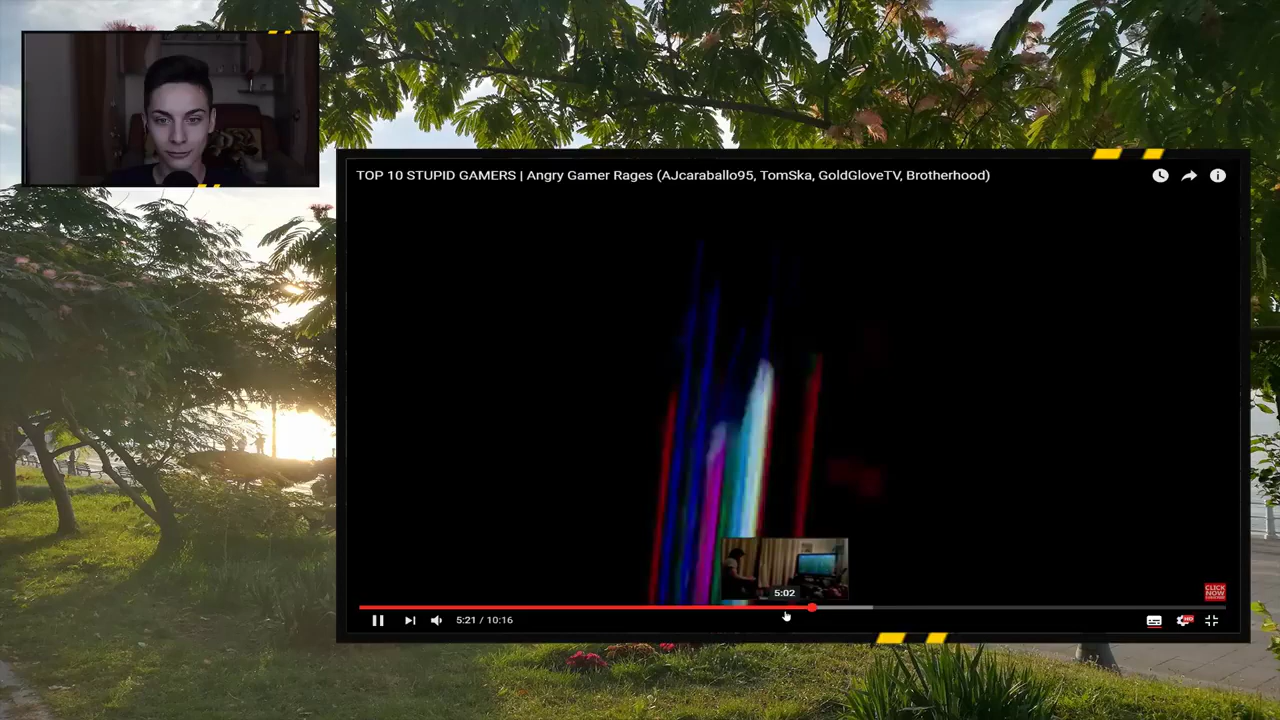 TOP 10 STUPID GAMERS | Angry Gamer Rages (AJcaraballo95, TomSka, GoldGloveTV, Brotherhood)
5:02
CLICK
NOW
5:21 / 10:16
HD